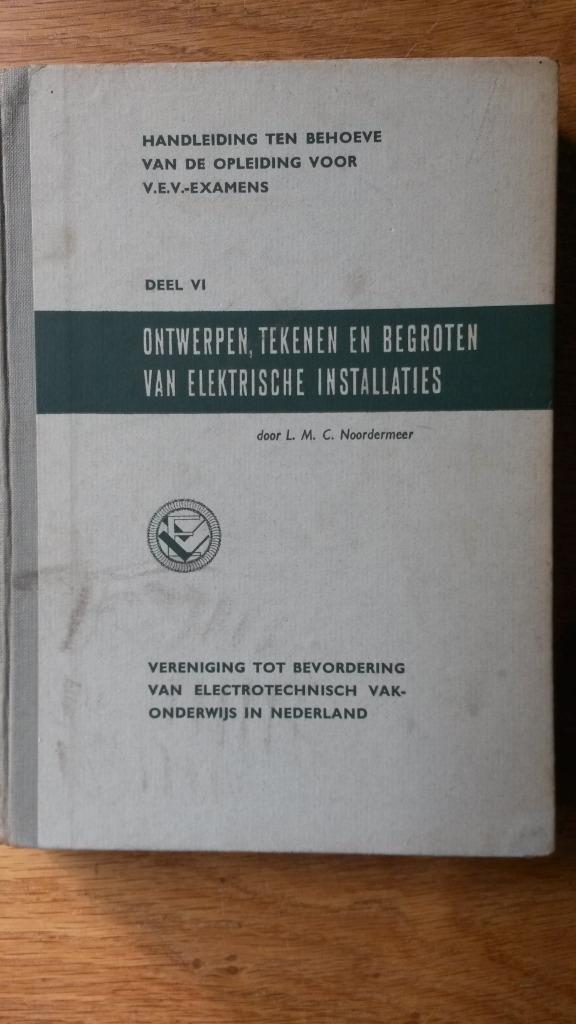 HANDLEIDING TEN BEHOEVE
VAN DE OPLEIDING VOOR
V.E.V.-EXAMENS
DEEL VI
ONTWERPEN, TEKENEN EN BEGROTEN
VAN ELEKTRISCHE INSTALLATIES
door L. M. C. Noordermeer
VEV
VERENIGING TOT BEVORDERING
VAN ELECTROTECHNISCH VAK-
ONDERWIJS IN NEDERLAND